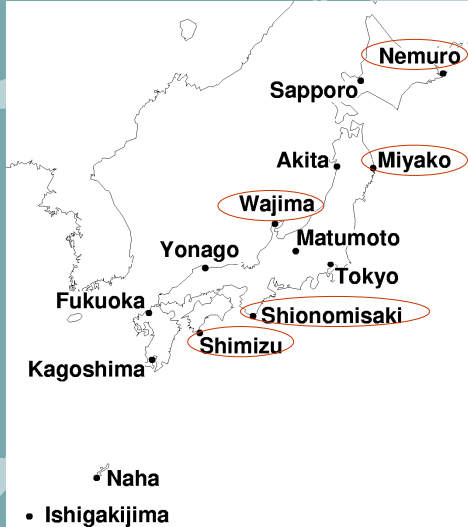 Nemuro
Sapporo
Akita
Miyako
Wajima
Matumoto
Yonago
Tokyo
Fukuoka
Shionomisaki
Shimizu
Kagoshima
Naha
Ishigakijima